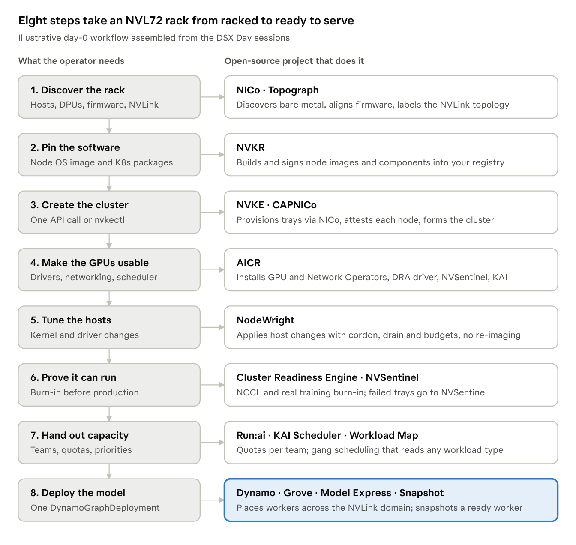 Eight steps take an NVL72 rack from racked to ready to serve
Illustrative day-0 workflow assembled from the DSX Day sessions
What the operator needs
Open-source project that does it
1. Discover the rack
Hosts, DPUs, firmware, NVLink
NICo · Topograph
Discovers bare metal, aligns firmware, labels the NVLink topology
2. Pin the software
Node OS image and K8s packages
NVKR
Builds and signs node images and components into your registry
3. Create the cluster
One API call or nvkectl
NVKE · CAPNICo
Provisions trays via NICo, attests each node, forms the cluster
4. Make the GPUs usable
Drivers, networking, scheduler
AICR
Installs GPU and Network Operators, DRA driver, NVSentinel, KAI
5. Tune the hosts
Kernel and driver changes
NodeWright
Applies host changes with cordon, drain and budgets, no re-imaging
6. Prove it can run
Burn-in before production
Cluster Readiness Engine · NVSentinel
NCCL and real training burn-in; failed trays go to NVSentinel
7. Hand out capacity
Teams, quotas, priorities
Run:ai · KAI Scheduler · Workload Map
Quotas per team; gang scheduling that reads any workload type
8. Deploy the model
One DynamoGraphDeployment
Dynamo · Grove · Model Express · Snapshot
Places workers across the NVLink domain; snapshots a ready worker